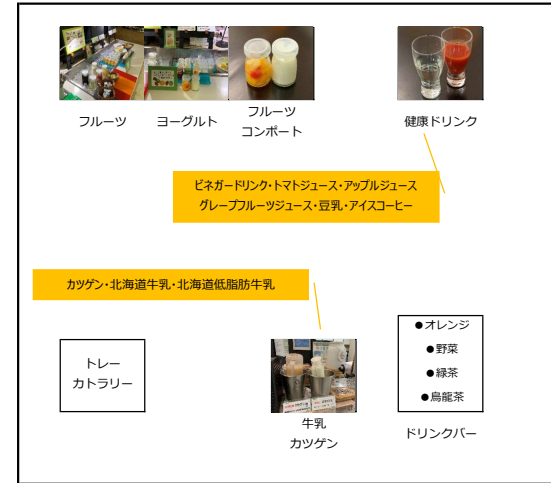 フルーツ
ヨーグルト
フルーツ
コンポート
健康ドリンク
ビネガードリンク・トマトジュース・アップルジュース
グレープフルーツジュース・豆乳・アイスコーヒー
カツゲン・北海道牛乳・北海道低脂肪牛乳
トレー
カトラリー
牛乳
カツゲン
●オレンジ
●野菜
●緑茶
●烏龍茶
ドリンクバー